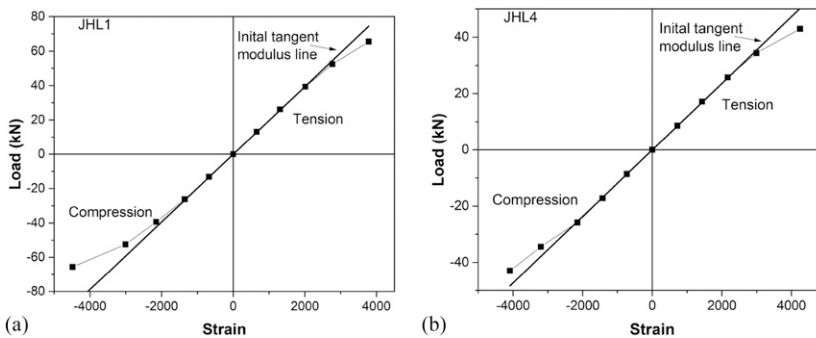 JHL1
Inital tangent
modulus line
Tension
Compression
Load (kN)
80
60
40
20
0
-20
-40
-60
-80
-4000
-2000
0
2000
4000
Strain
(a)
JHL4
Inital tangent
modulus line
Tension
Compression
Load (kN)
40
20
0
-20
-40
-4000
-2000
0
2000
4000
Strain
(b)